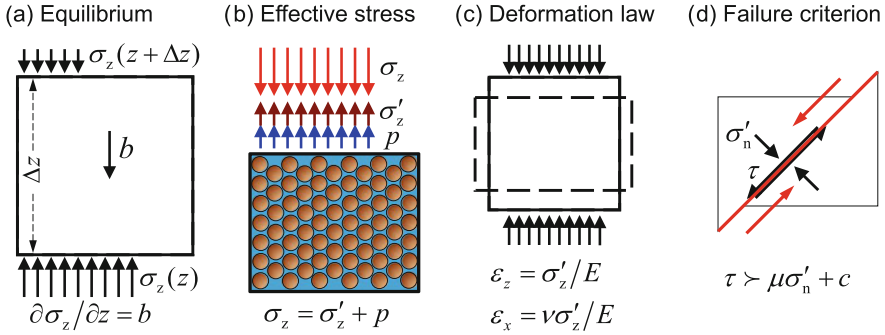 (a) Equilibrium
σz(z + Δz)
Δz
b
σz(z)
∂σz/∂z = b
(b) Effective stress
σz
σ′z
p
σz = σ′z + p
(c) Deformation law
εz = σ′z/E
εx = νσ′z/E
(d) Failure criterion
σ′n
τ
τ ≻ μσ′n + c